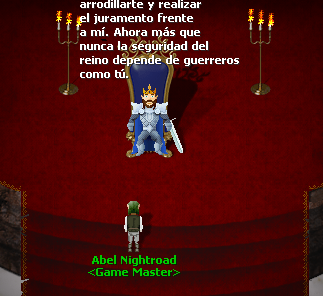 arrodillarte y realizar
el juramento frente
a mí. Ahora más que
nunca la seguridad del
reino depende de guerreros
como tú.
Abel Nightroad
<Game Master>